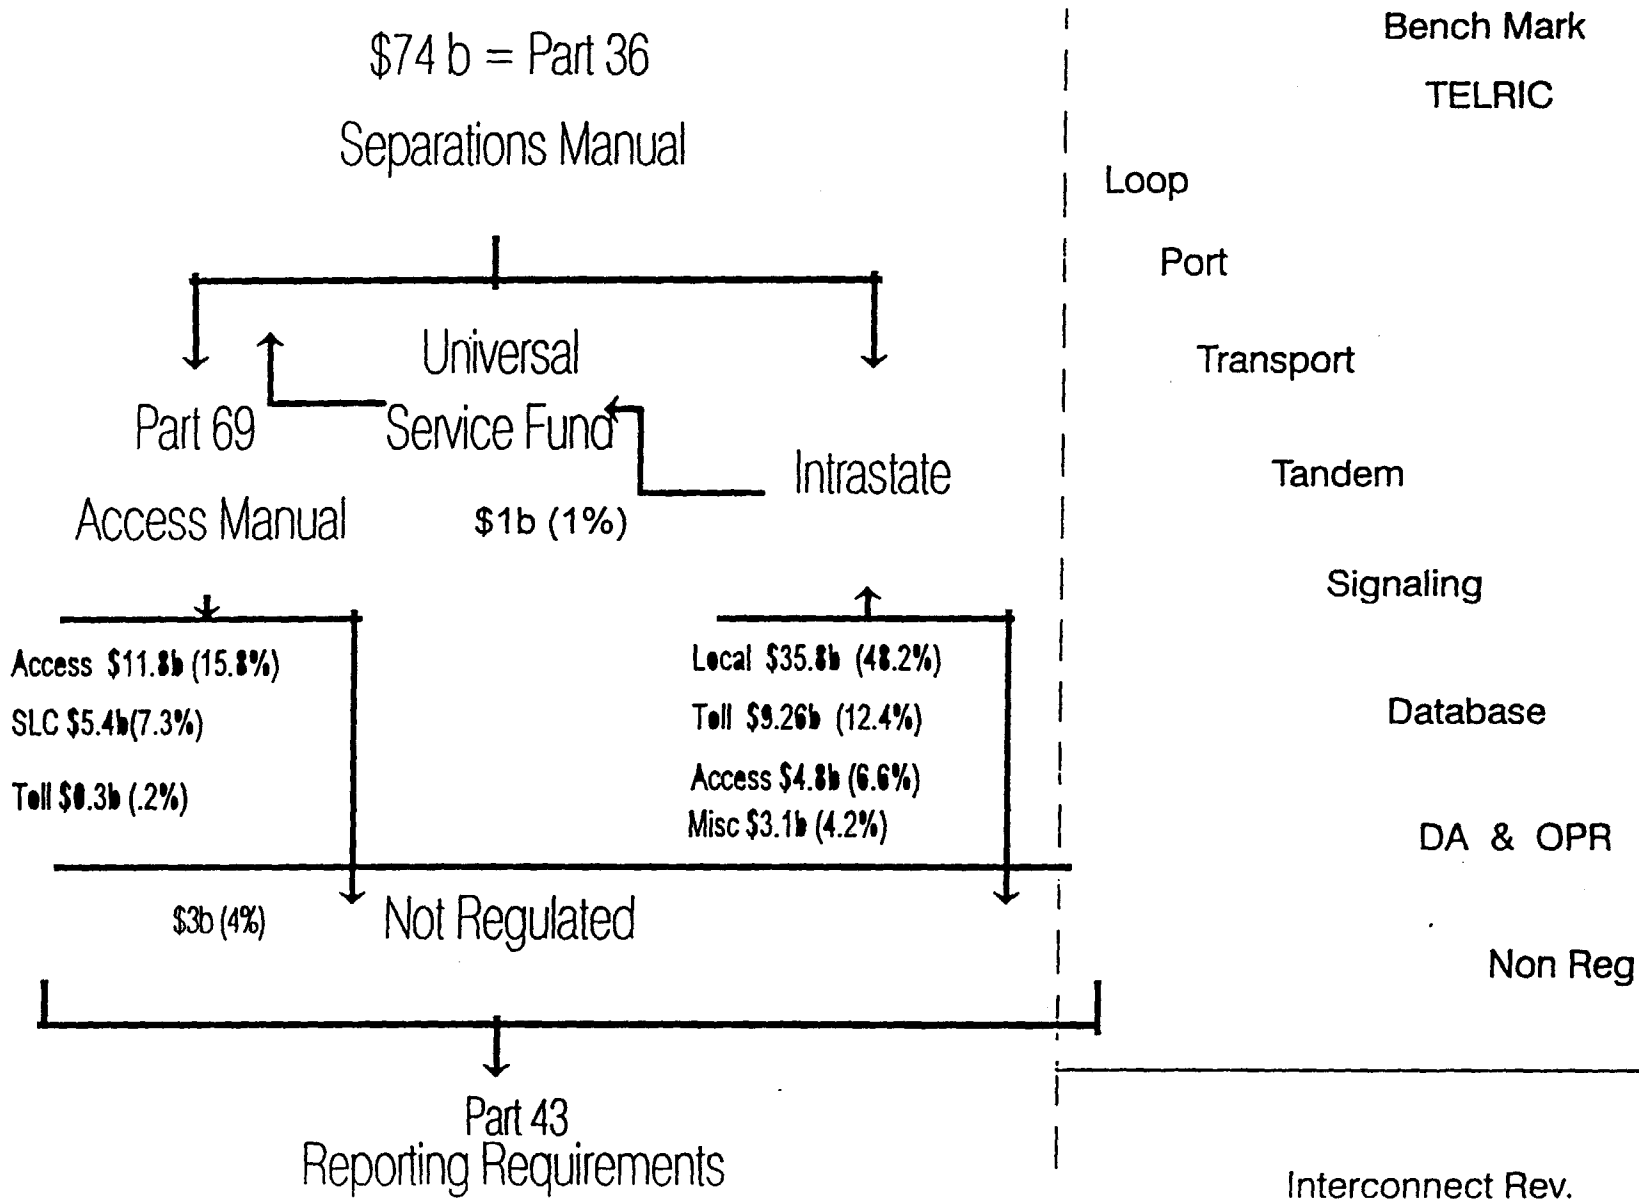 $74 b = Part 36
Separations Manual
Universal
Service Fund
$1b (1%)
Part 69
Access Manual
Intrastate
Access $11.8b (15.8%)
SLC $5.4b(7.3%)
Toll $0.3b (.2%)
Local $35.8b (48.2%)
Toll $9.26b (12.4%)
Access $4.8b (6.6%)
Misc $3.1b (4.2%)
$3b (4%)
Not Regulated
Part 43
Reporting Requirements
Bench Mark
TELRIC
Loop
Port
Transport
Tandem
Signaling
Database
DA & OPR
Non Reg
Interconnect Rev.